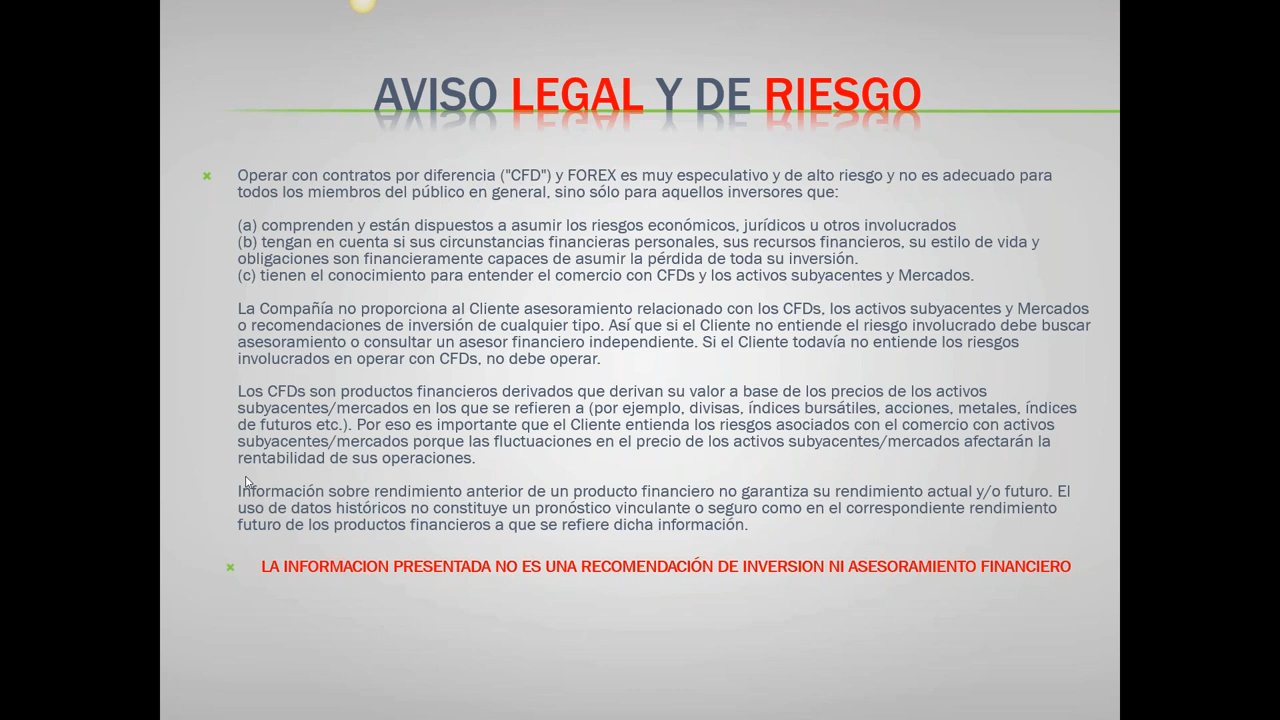 AVISO LEGAL Y DE RIESGO
Operar con contratos por diferencia ("CFD") y FOREX es muy especulativo y de alto riesgo y no es adecuado para
todos los miembros del público en general, sino sólo para aquellos inversores que:
(a) comprenden y están dispuestos a asumir los riesgos económicos, jurídicos u otros involucrados
(b) tengan en cuenta si sus circunstancias financieras personales, sus recursos financieros, su estilo de vida y
obligaciones son financieramente capaces de asumir la pérdida de toda su inversión.
(c) tienen el conocimiento para entender el comercio con CFDs y los activos subyacentes y Mercados.
La Compañía no proporciona al Cliente asesoramiento relacionado con los CFDs, los activos subyacentes y Mercados
o recomendaciones de inversión de cualquier tipo. Así que si el Cliente no entiende el riesgo involucrado debe buscar
asesoramiento o consultar un asesor financiero independiente. Si el Cliente todavía no entiende los riesgos
involucrados en operar con CFDs, no debe operar.
Los CFDs son productos financieros derivados que derivan su valor a base de los precios de los activos
subyacentes/mercados en los que se refieren a (por ejemplo, divisas, índices bursátiles, acciones, metales, índices
de futuros etc.). Por eso es importante que el Cliente entienda los riesgos asociados con el comercio con activos
subyacentes/mercados porque las fluctuaciones en el precio de los activos subyacentes/mercados afectarán la
rentabilidad de sus operaciones.
Información sobre rendimiento anterior de un producto financiero no garantiza su rendimiento actual y/o futuro. El
uso de datos históricos no constituye un pronóstico vinculante o seguro como en el correspondiente rendimiento
futuro de los productos financieros a que se refiere dicha información.
LA INFORMACION PRESENTADA NO ES UNA RECOMENDACIÓN DE INVERSION NI ASESORAMIENTO FINANCIERO